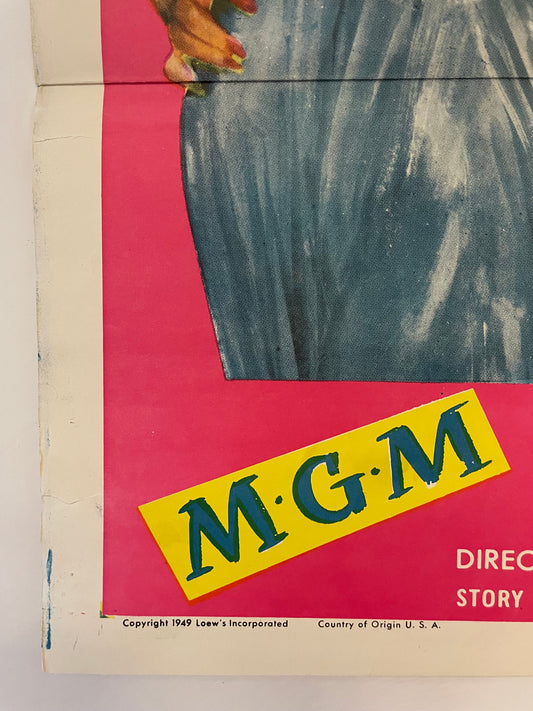 M·G·M
DIREC
STORY
Copyright 1949 Loew's Incorporated Country of Origin U. S. A.